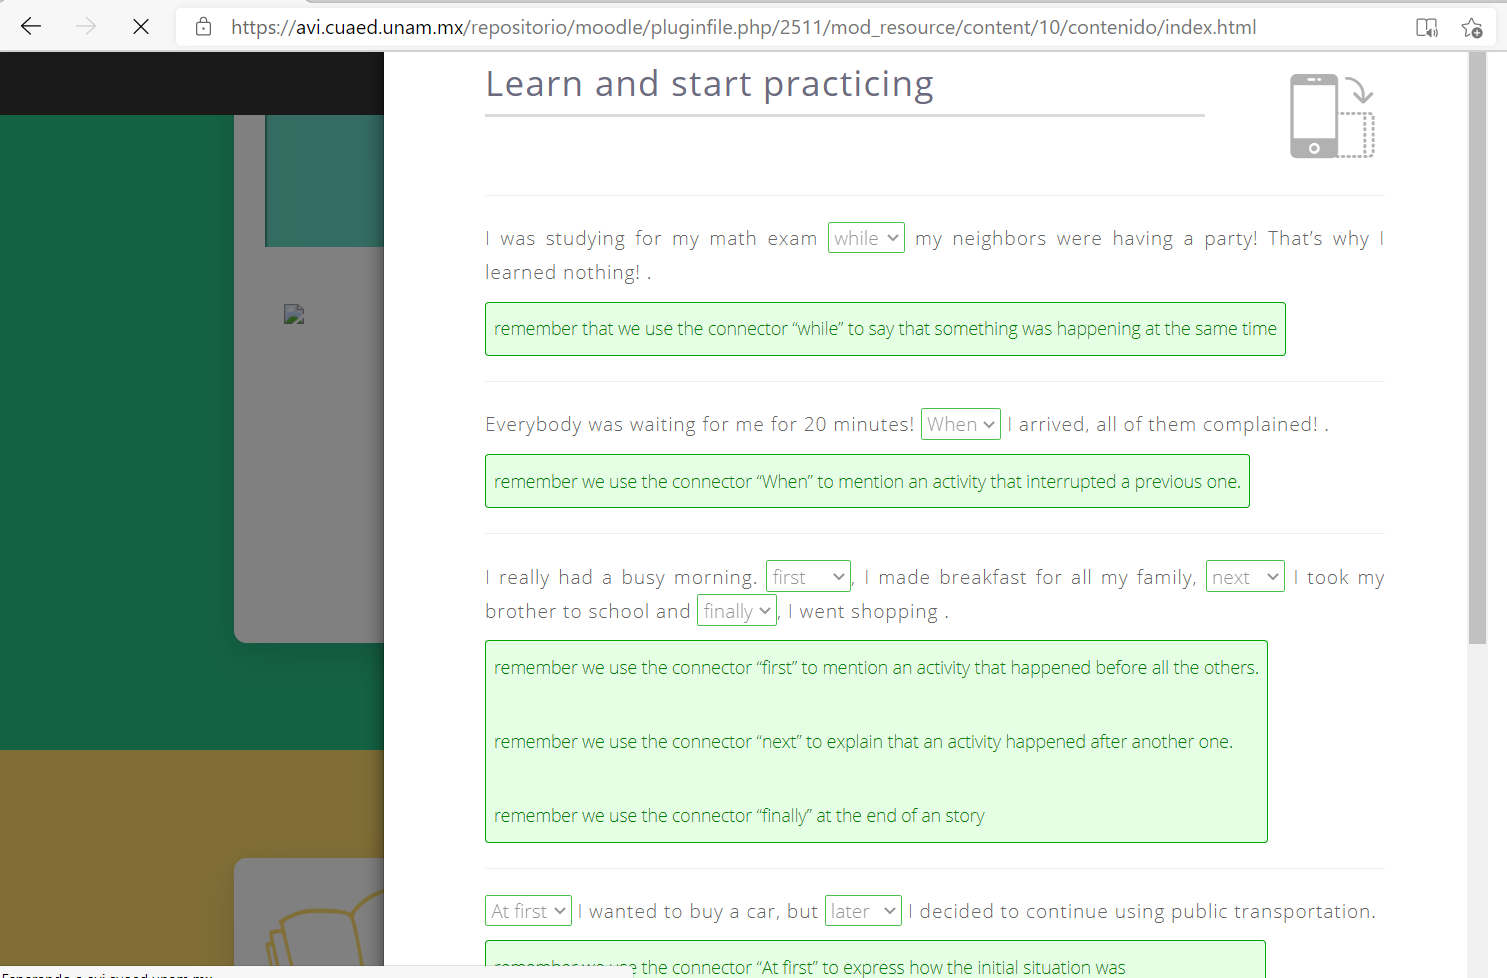 https://avi.cuaed.unam.mx/repositorio/moodle/pluginfile.php/2511/mod_resource/content/10/contenido/index.html
Learn and start practicing
I was studying for my math exam while my neighbors were having a party! That’s why I
learned nothing! .
remember that we use the connector “while” to say that something was happening at the same time
Everybody was waiting for me for 20 minutes! When I arrived, all of them complained! .
remember we use the connector “When” to mention an activity that interrupted a previous one.
I really had a busy morning. first , I made breakfast for all my family, next I took my
brother to school and finally , I went shopping .
remember we use the connector “first” to mention an activity that happened before all the others.
remember we use the connector “next” to explain that an activity happened after another one.
remember we use the connector “finally” at the end of an story
At first I wanted to buy a car, but later I decided to continue using public transportation.
remember we use the connector “At first” to express how the initial situation was